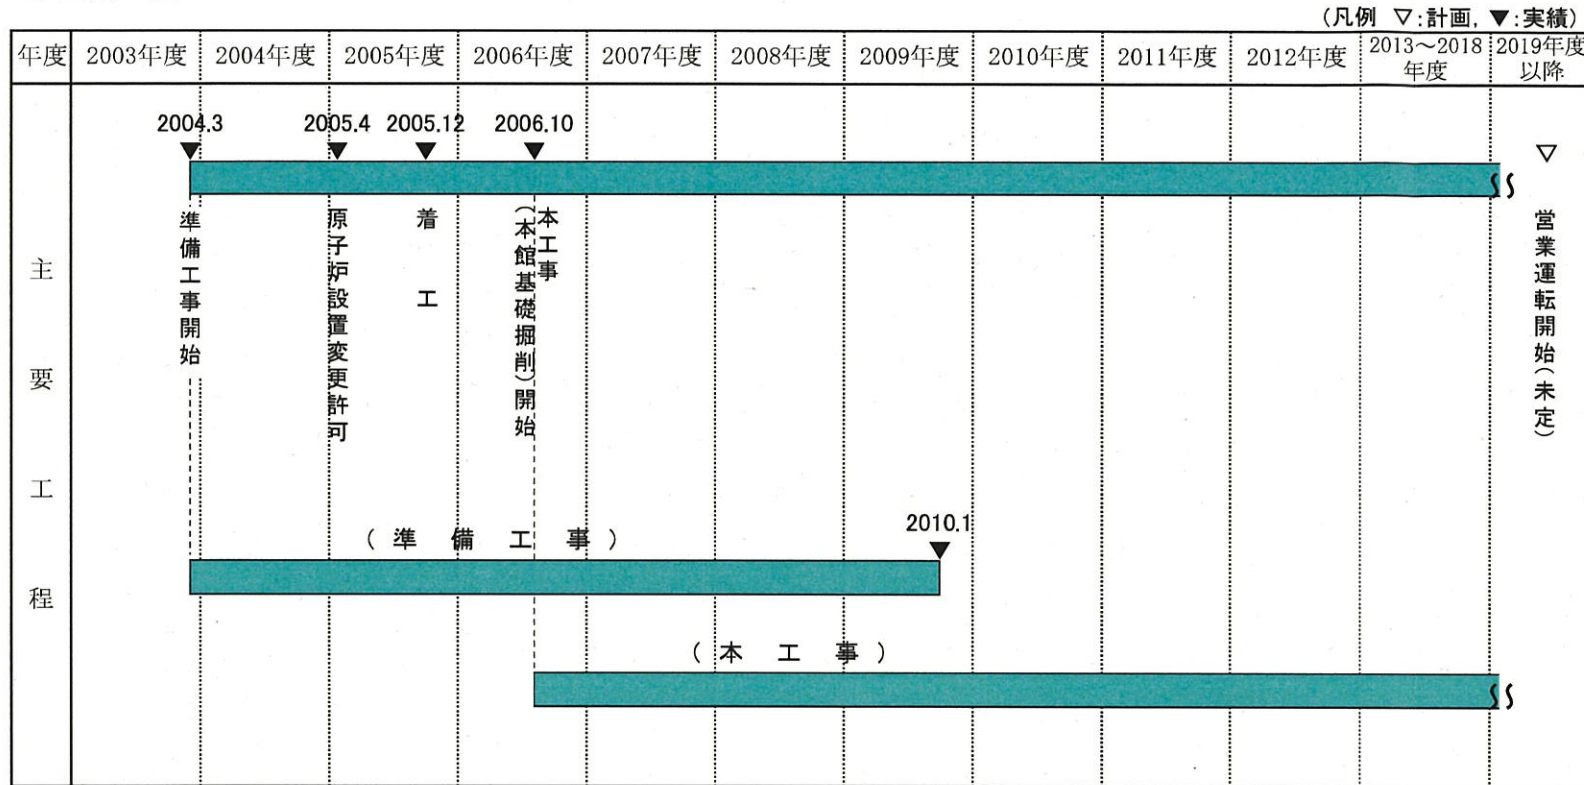 (凡例 ▽:計画, ▼:実績)
年度 2003年度 2004年度 2005年度 2006年度 2007年度 2008年度 2009年度 2010年度 2011年度 2012年度 2013～2018年度 2019年度以降
主要工程
2004.3 2005.4 2005.12 2006.10
▼ ▼ ▼ ▼ ▽
準備工事開始
原子炉設置変更許可
着工
本工事
(本館基礎掘削)開始
営業運転開始(未定)
2010.1
▼
(準備工事)
(本工事)